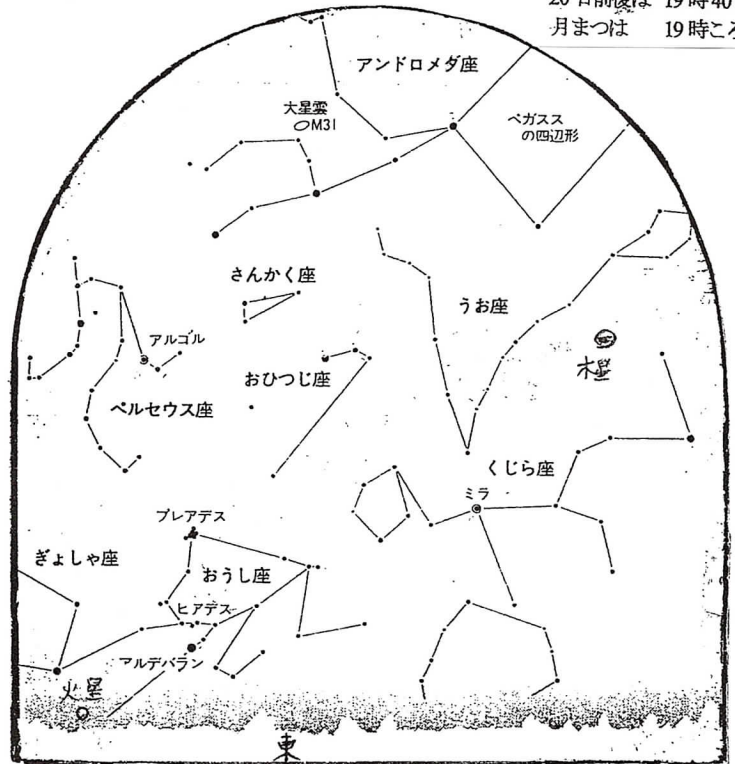 20日前後は 19時40
月まつは 19時ころ
アンドロメダ座
大星雲
M31
ペガスス
の四辺形
さんかく座
うお座
アルゴル
木星
おひつじ座
ペルセウス座
くじら座
ミラ
プレアデス
ぎょしゃ座
おうし座
ヒアデス
アルデバラン
火星
東